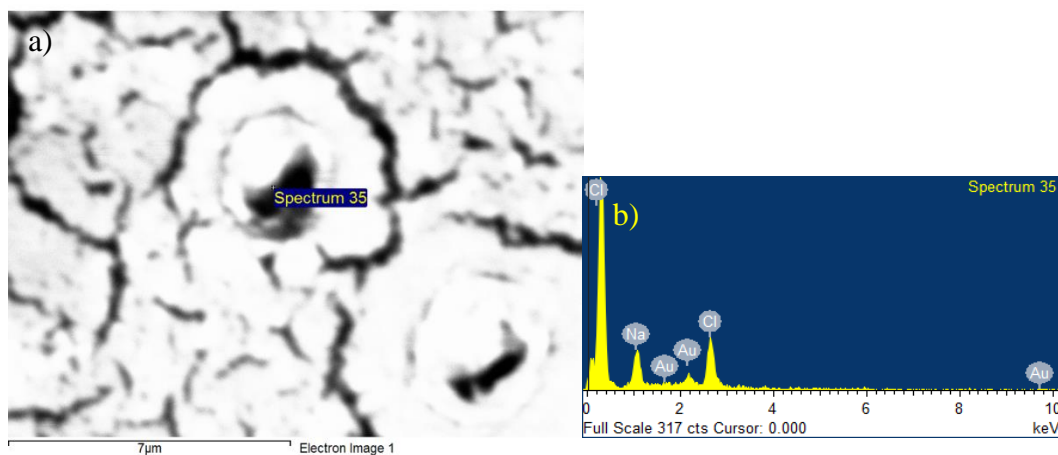 a)
Spectrum 35
7µm
Electron Image 1
Spectrum 35
b)
Cl
Na
Au
Au
Cl
Au
0 2 4 6 8 10
Full Scale 317 cts Cursor: 0.000 keV